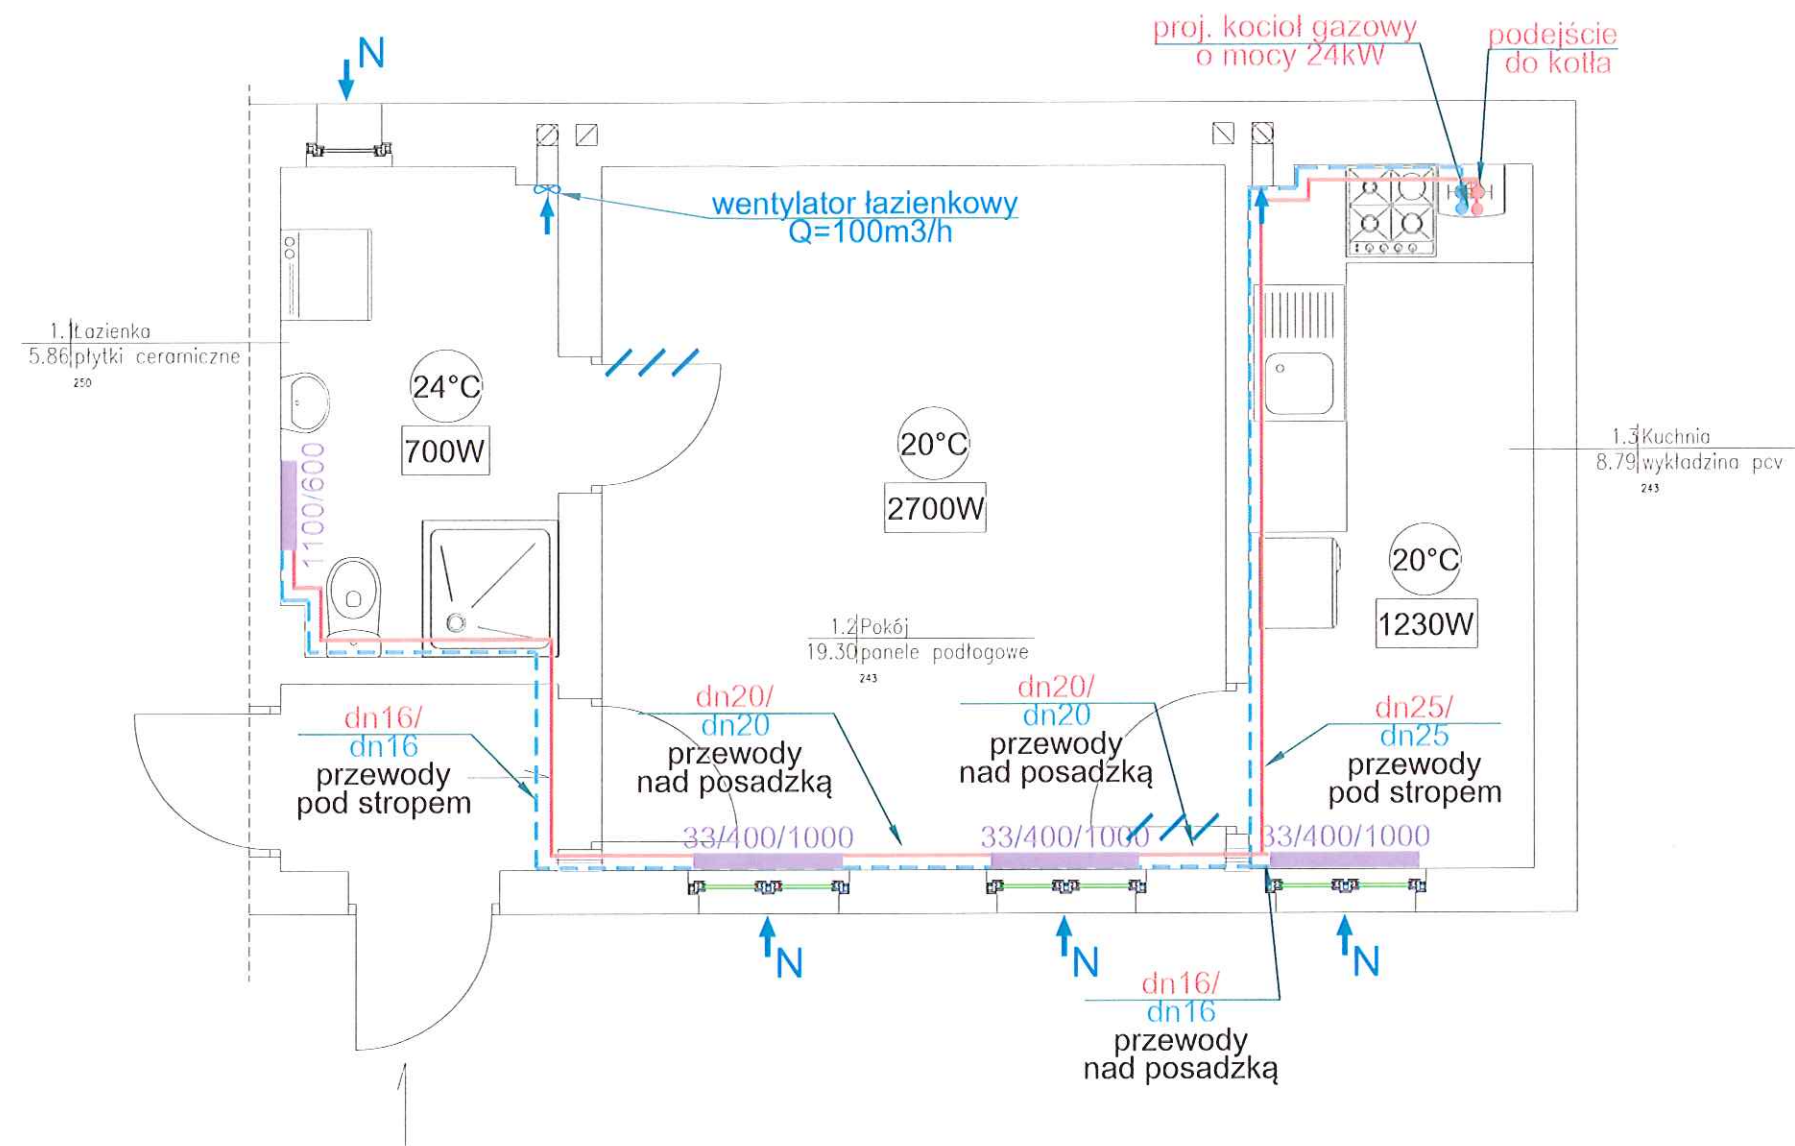 proj. kocioł gazowy
o mocy 24kW
podejście
do kotła
N
wentylator łazienkowy
Q=100m3/h
1.1 Łazienka
5.86 płytki ceramiczne
250
24°C
700W
1100/600
20°C
2700W
1.3 Kuchnia
8.79 wykładzina pcv
243
20°C
1230W
1.2 Pokój
19.30 panele podłogowe
243
dn16/
dn16
przewody
pod stropem
dn20/
dn20
przewody
nad posadzką
dn20/
dn20
przewody
nad posadzką
dn25/
dn25
przewody
pod stropem
33/400/1000
33/400/1000
33/400/1000
N
N
N
dn16/
dn16
przewody
nad posadzką